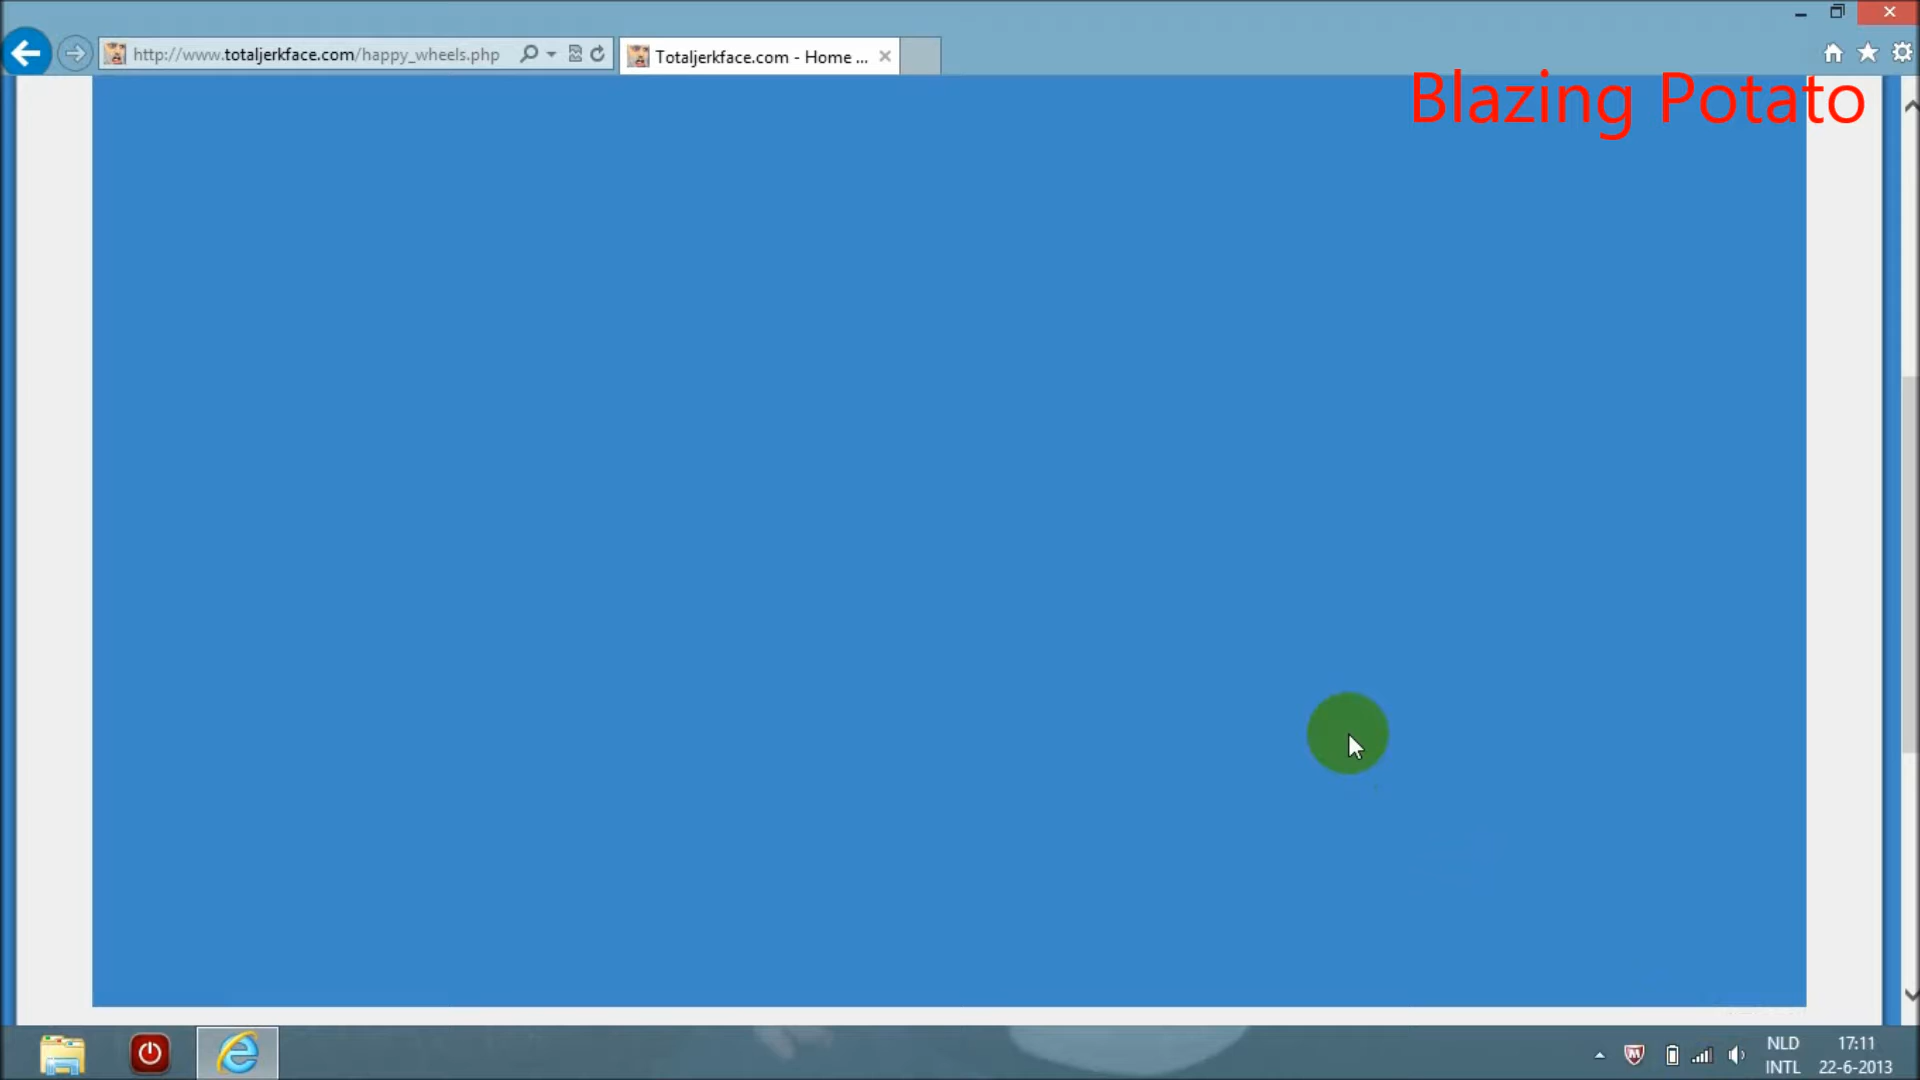 http://www.totaljerkface.com/happy_wheels.php
Totaljerkface.com - Home ...
Blazing Potato
NLD
INTL
17:11
22-6-2013